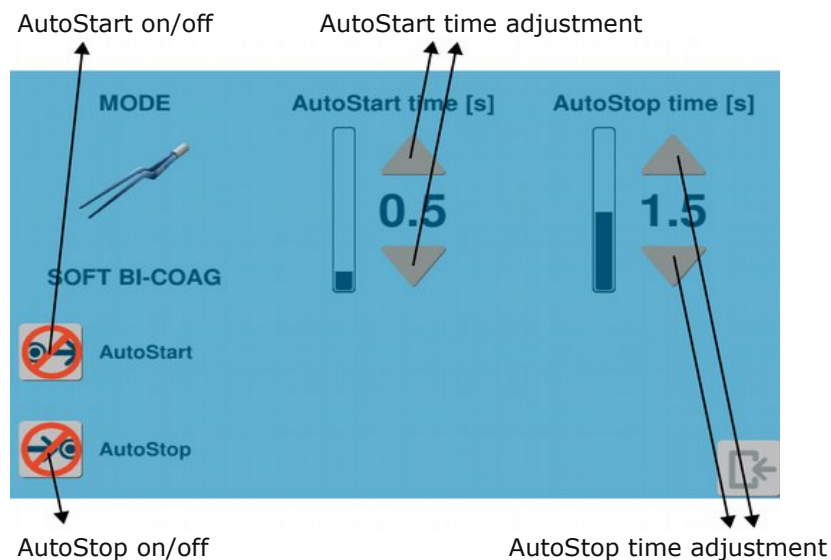 AutoStart on/off AutoStart time adjustment
MODE AutoStart time [s] AutoStop time [s]
0.5 1.5
SOFT BI-COAG
AutoStart
AutoStop
AutoStop on/off AutoStop time adjustment